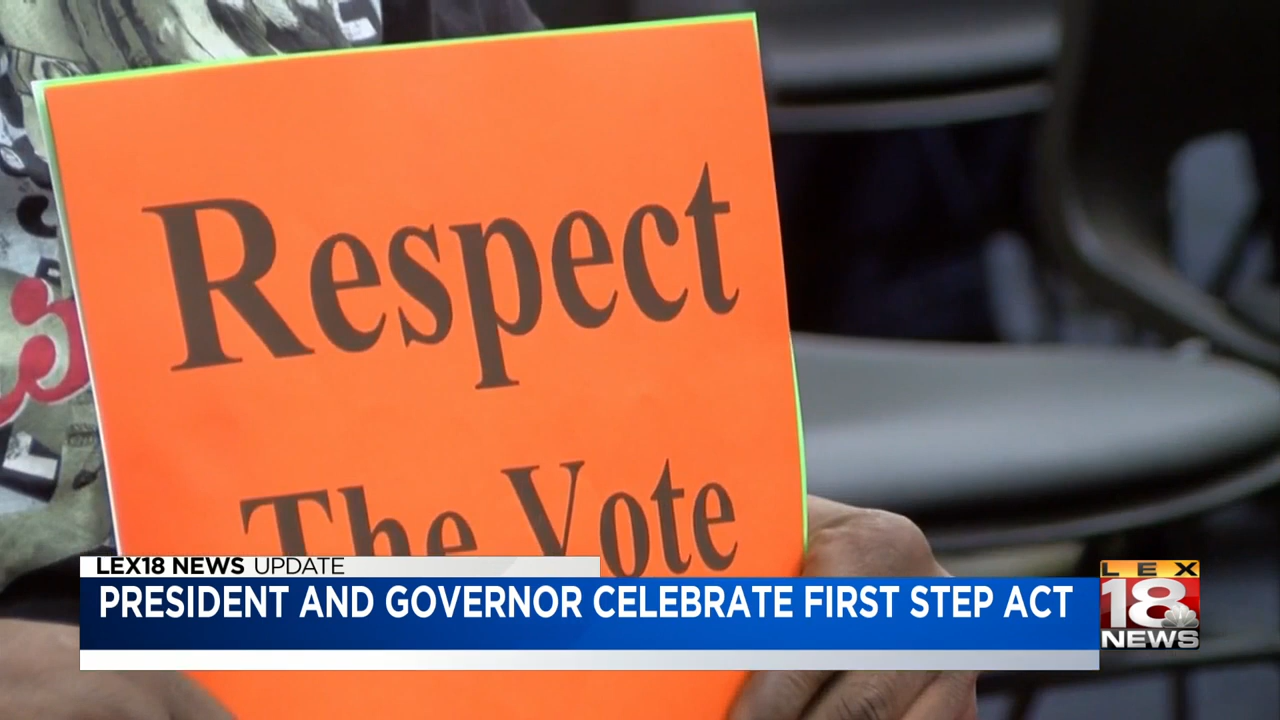 Respect
The Vote
LEX18 NEWS UPDATE
PRESIDENT AND GOVERNOR CELEBRATE FIRST STEP ACT
LEX
18
NEWS